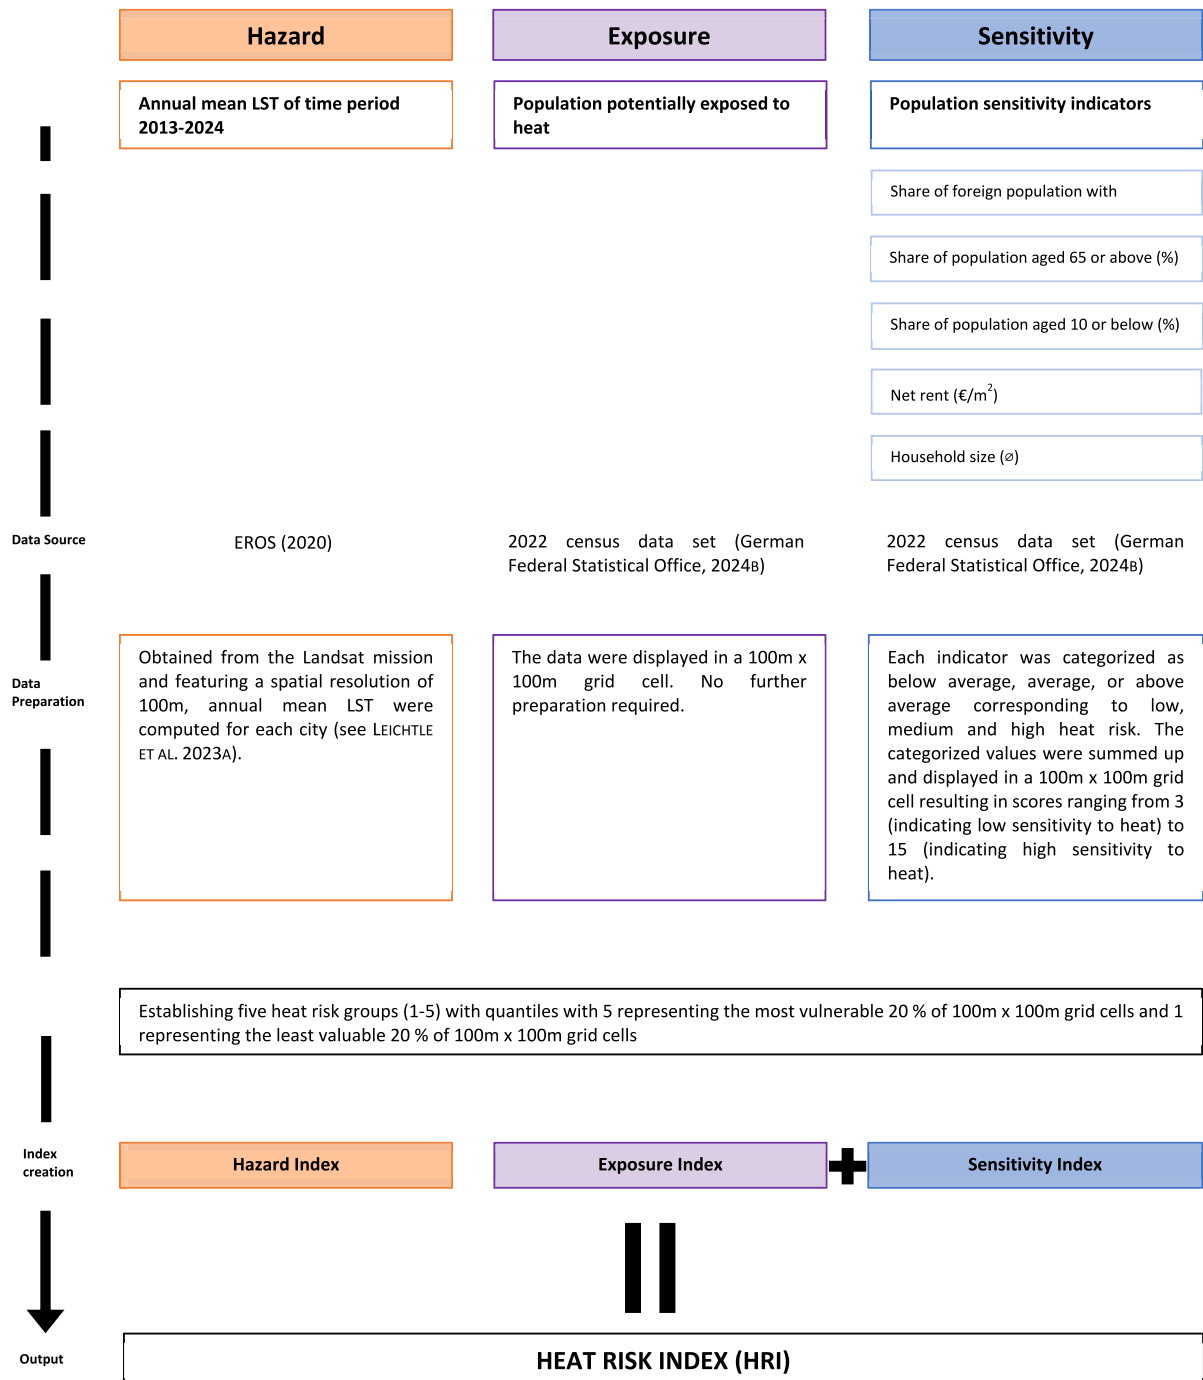 Hazard
Exposure
Sensitivity
Annual mean LST of time period
2013-2024
Population potentially exposed to
heat
Population sensitivity indicators
Share of foreign population with
Share of population aged 65 or above (%)
Share of population aged 10 or below (%)
Net rent (€/m²)
Household size (⌀)
Data Source
EROS (2020)
2022 census data set (German
Federal Statistical Office, 2024B)
2022 census data set (German
Federal Statistical Office, 2024B)
Data
Preparation
Obtained from the Landsat mission
and featuring a spatial resolution of
100m, annual mean LST were
computed for each city (see LEICHTLE
ET AL. 2023A).
The data were displayed in a 100m x
100m grid cell. No further
preparation required.
Each indicator was categorized as
below average, average, or above
average corresponding to low,
medium and high heat risk. The
categorized values were summed up
and displayed in a 100m x 100m grid
cell resulting in scores ranging from 3
(indicating low sensitivity to heat) to
15 (indicating high sensitivity to
heat).
Establishing five heat risk groups (1-5) with quantiles with 5 representing the most vulnerable 20 % of 100m x 100m grid cells and 1
representing the least valuable 20 % of 100m x 100m grid cells
Index
creation
Hazard Index
Exposure Index
Sensitivity Index
Output
HEAT RISK INDEX (HRI)